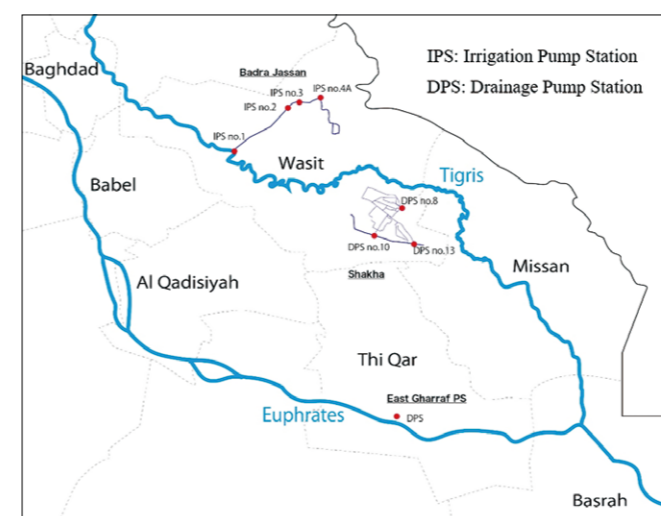 IPS: Irrigation Pump Station
DPS: Drainage Pump Station
Baghdad
Badra Jassan
IPS no.3
IPS no.4A
IPS no.2
IPS no.1
Wasit
Tigris
Babel
DPS no.8
DPS no.10
DPS no.13
Missan
Shakha
Al Qadisiyah
Thi Qar
East Gharraf PS
Euphrates
DPS
Basrah